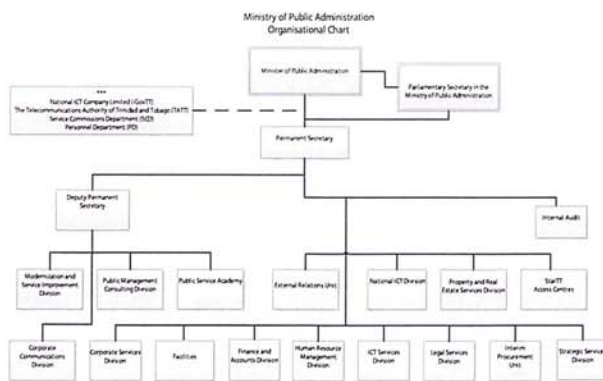 Ministry of Public Administration
Organisational Chart
Minister of Public Administration
Parliamentary Secretary in the
Ministry of Public Administration
***
National ICT Company Limited (iGovTT)
The Telecommunications Authority of Trinidad and Tobago (TATT)
Service Commissions Department (SCD)
Personnel Department (PD)
Permanent Secretary
Deputy Permanent
Secretary
Internal Audit
Modernization and
Service Improvement
Division
Public Management
Consulting Division
Public Service Academy
External Relations Unit
National ICT Division
Property and Real
Estate Services Division
StarTT
Access Centres
Corporate
Communications
Division
Corporate Services
Division
Facilities
Finance and
Accounts Division
Human Resource
Management Division
ICT Services
Division
Legal Services
Division
Interim
Procurement
Unit
Strategic Service
Division